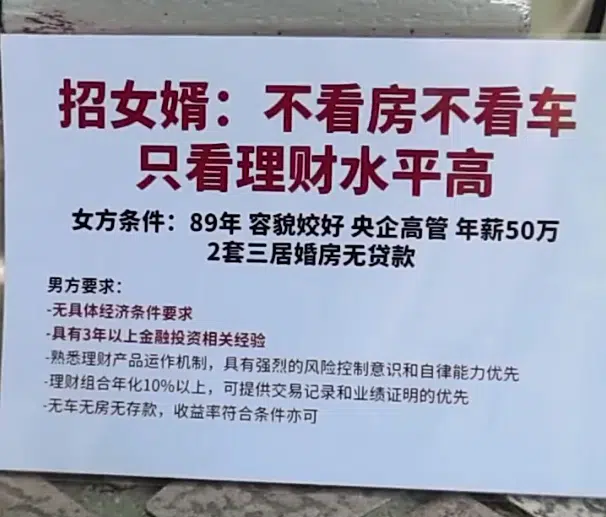 招女婿：不看房不看车
只看理财水平高
女方条件：89年 容貌姣好 央企高管 年薪50万
2套三居婚房无贷款
男方要求：
-无具体经济条件要求
-具有3年以上金融投资相关经验
-熟悉理财产品运作机制，具有强烈的风险控制意识和自律能力优先
-理财组合年化10%以上，可提供交易记录和业绩证明的优先
-无车无房无存款，收益率符合条件亦可